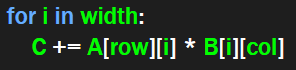 for i in width:
C += A[row][i] * B[i][col]